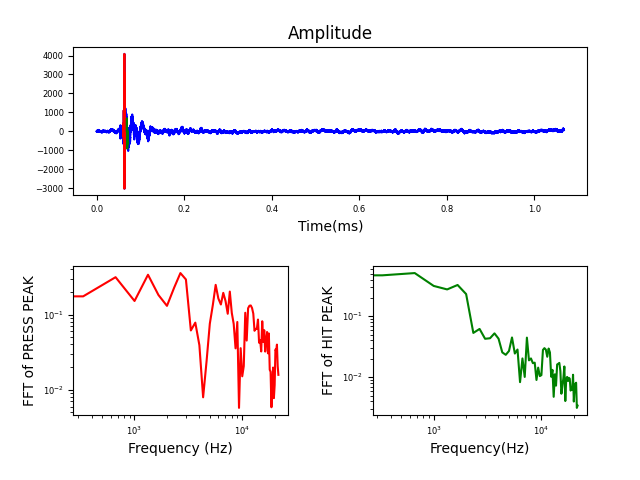 Amplitude
4000
3000
2000
1000
0
−1000
−2000
−3000
0.0 0.2 0.4 0.6 0.8 1.0
Time(ms)
FFT of PRESS PEAK
10⁻¹
10⁻²
10³ 10⁴
Frequency (Hz)
FFT of HIT PEAK
10⁻¹
10⁻²
10³ 10⁴
Frequency(Hz)